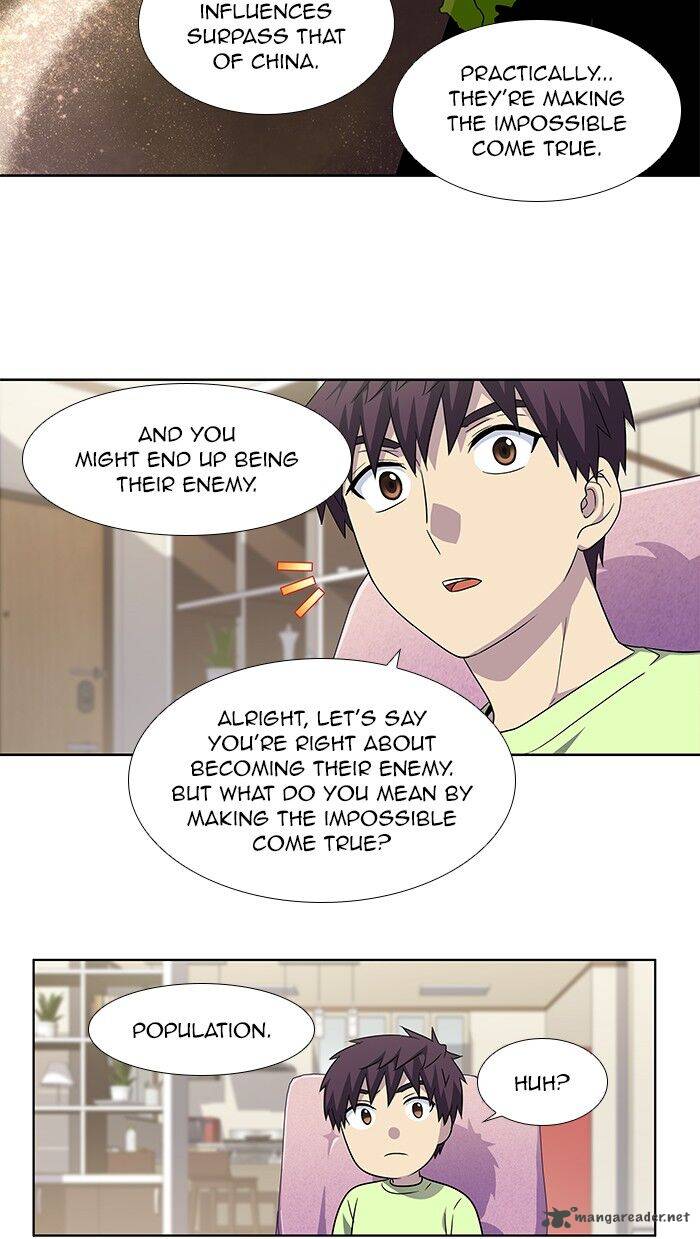 INFLUENCES
SURPASS THAT
OF CHINA.
PRACTICALLY...
THEY'RE MAKING
THE IMPOSSIBLE
COME TRUE.
AND YOU
MIGHT END UP BEING
THEIR ENEMY.
ALRIGHT, LET'S SAY
YOU'RE RIGHT ABOUT
BECOMING THEIR ENEMY.
BUT WHAT DO YOU MEAN BY
MAKING THE IMPOSSIBLE
COME TRUE?
POPULATION.
HUH?
mangareader.net